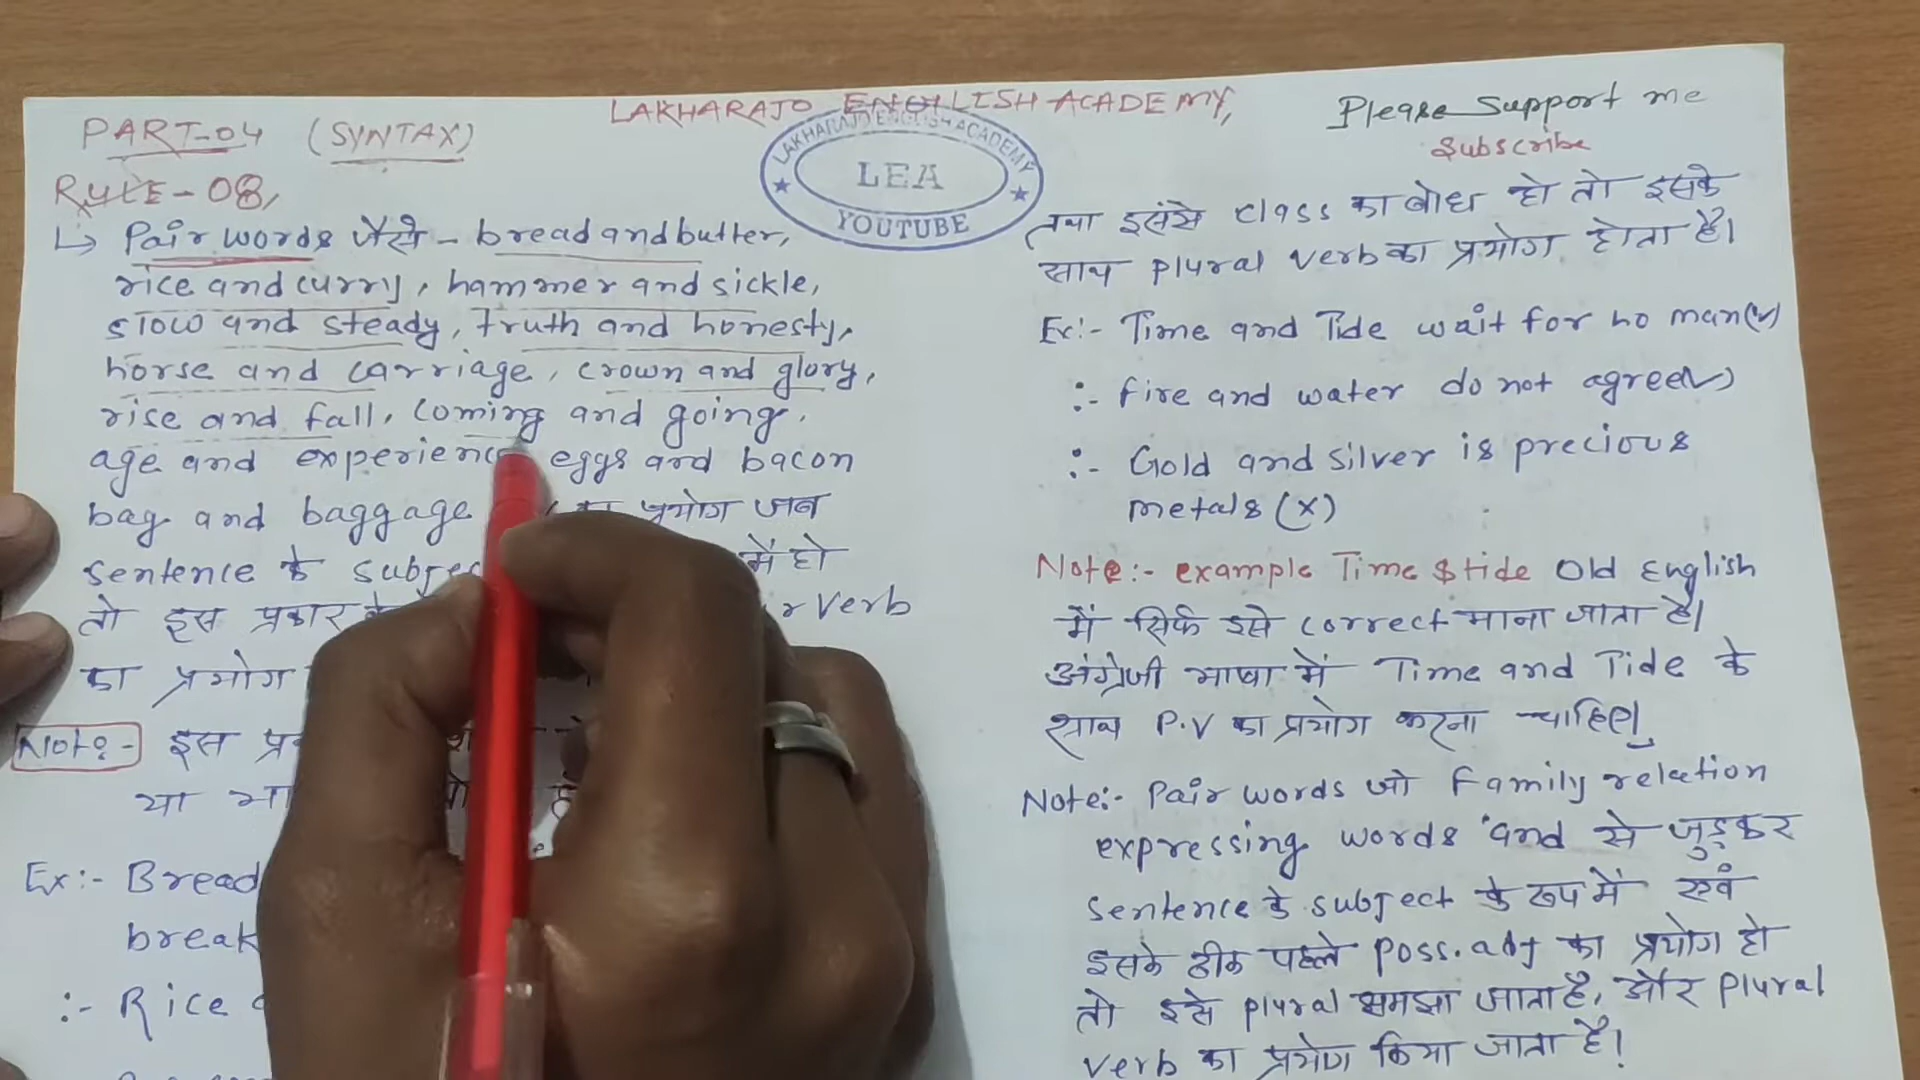 LAKHARAJO ENGLISH ACADEMY,
Please Support me
Subscribe
PART-04 (SYNTAX)
LAKHARAJO ENGLISH ACADEMY
LEA
YOUTUBE
RULE-08,
↳ Pair words जैसे - bread and butter,
rice and curry, hammer and sickle,
slow and steady, truth and honesty,
horse and carriage, crown and glory,
rise and fall, coming and going.
age and experience eggs and bacon
bag and baggage का प्रयोग जब
sentence के में हो
तो इस प्रकार verb
का प्रयोग
Note:- इस
या
Ex:- Bread
break
:- Rice
तथा इससे class का बोध हो तो इसके
साथ plural verb का प्रयोग होता है।
Ex:- Time and Tide wait for no man(✓)
:- fire and water do not agree(✓)
:- Gold and silver is precious
metals (x)
Note:- example Time & tide Old English
में सिर्फ इसे correct माना जाता है।
अंग्रेजी भाषा में Time and Tide के
साथ P.V का प्रयोग करना चाहिए।
Note:- Pair words जो Family relation
expressing words 'and से जुड़कर
sentence के subject के रूप में एवं
इसके ठीक पहले poss. adj का प्रयोग हो
तो इसे plural समझा जाता है, और plural
verb का प्रयोग किया जाता है।